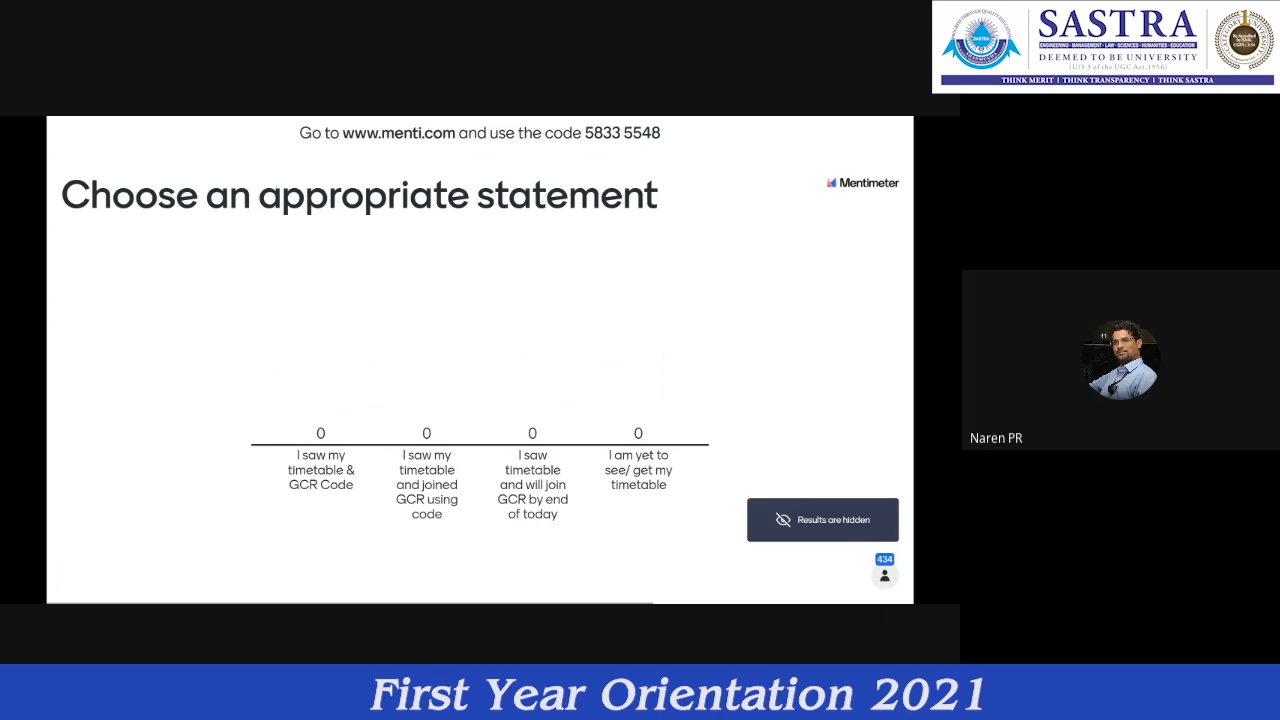 SASTRA
ENGINEERING · MANAGEMENT · LAW · SCIENCES · HUMANITIES · EDUCATION
DEEMED TO BE UNIVERSITY
(U/S 3 of the UGC Act, 1956)
THINK MERIT | THINK TRANSPARENCY | THINK SASTRA
Go to www.menti.com and use the code 5833 5548
Choose an appropriate statement
Mentimeter
0
I saw my
timetable &
GCR Code
0
I saw my
timetable
and joined
GCR using
code
0
I saw
timetable
and will join
GCR by end
of today
0
I am yet to
see/ get my
timetable
Results are hidden
434
Naren PR
First Year Orientation 2021